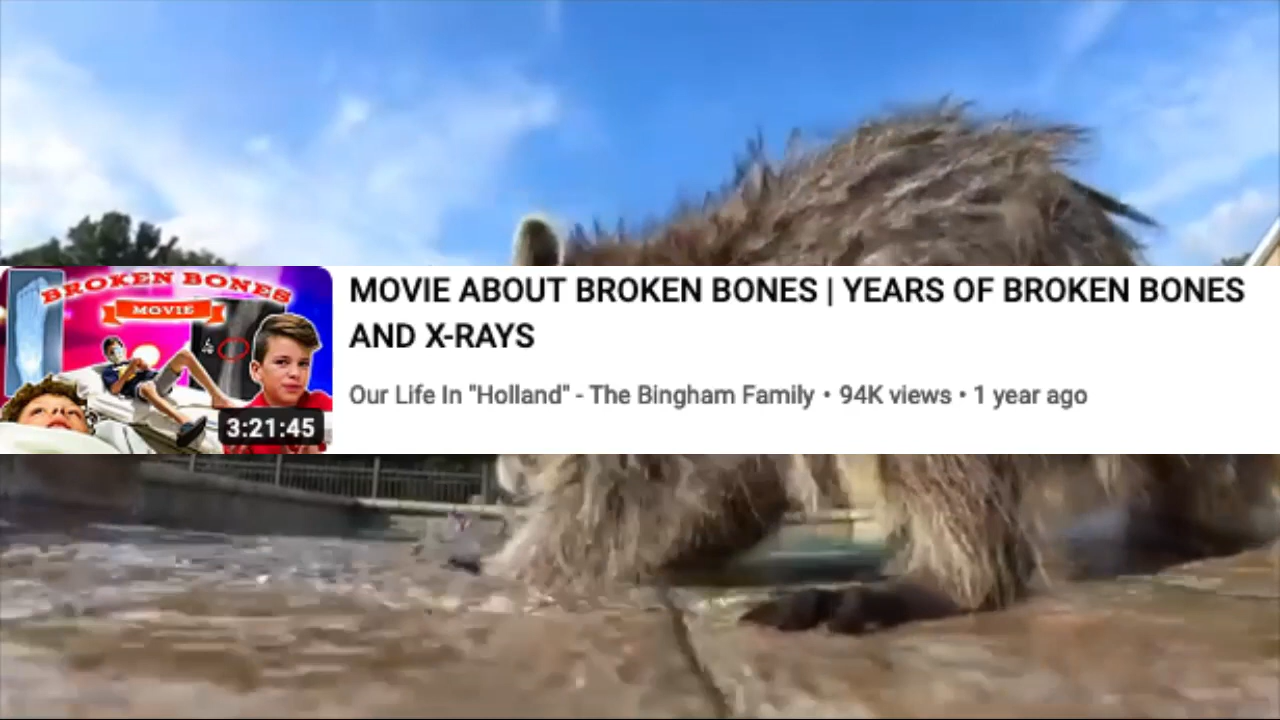 BROKEN BONES
MOVIE
3:21:45
MOVIE ABOUT BROKEN BONES | YEARS OF BROKEN BONES
AND X-RAYS
Our Life In "Holland" - The Bingham Family • 94K views • 1 year ago